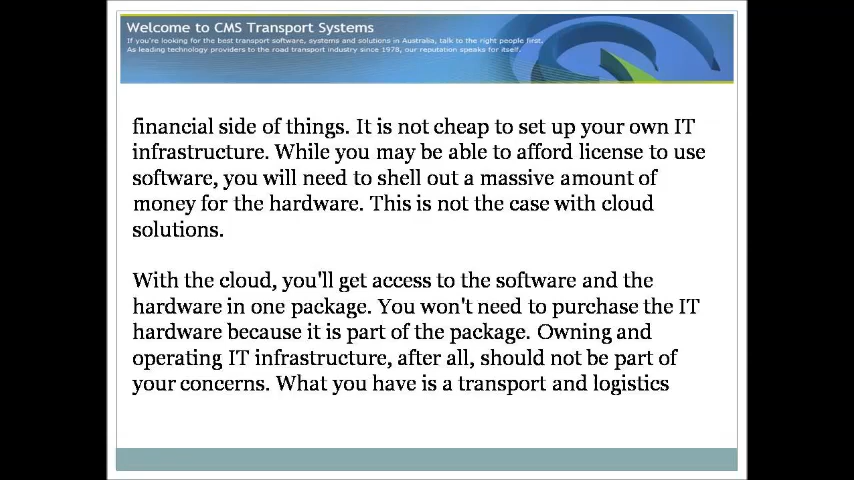 Welcome to CMS Transport Systems
If you're looking for the best transport software, systems and solutions in Australia, talk to the right people first.
As leading technology providers to the road transport industry since 1978, our reputation speaks for itself.
financial side of things. It is not cheap to set up your own IT
infrastructure. While you may be able to afford license to use
software, you will need to shell out a massive amount of
money for the hardware. This is not the case with cloud
solutions.
With the cloud, you'll get access to the software and the
hardware in one package. You won't need to purchase the IT
hardware because it is part of the package. Owning and
operating IT infrastructure, after all, should not be part of
your concerns. What you have is a transport and logistics